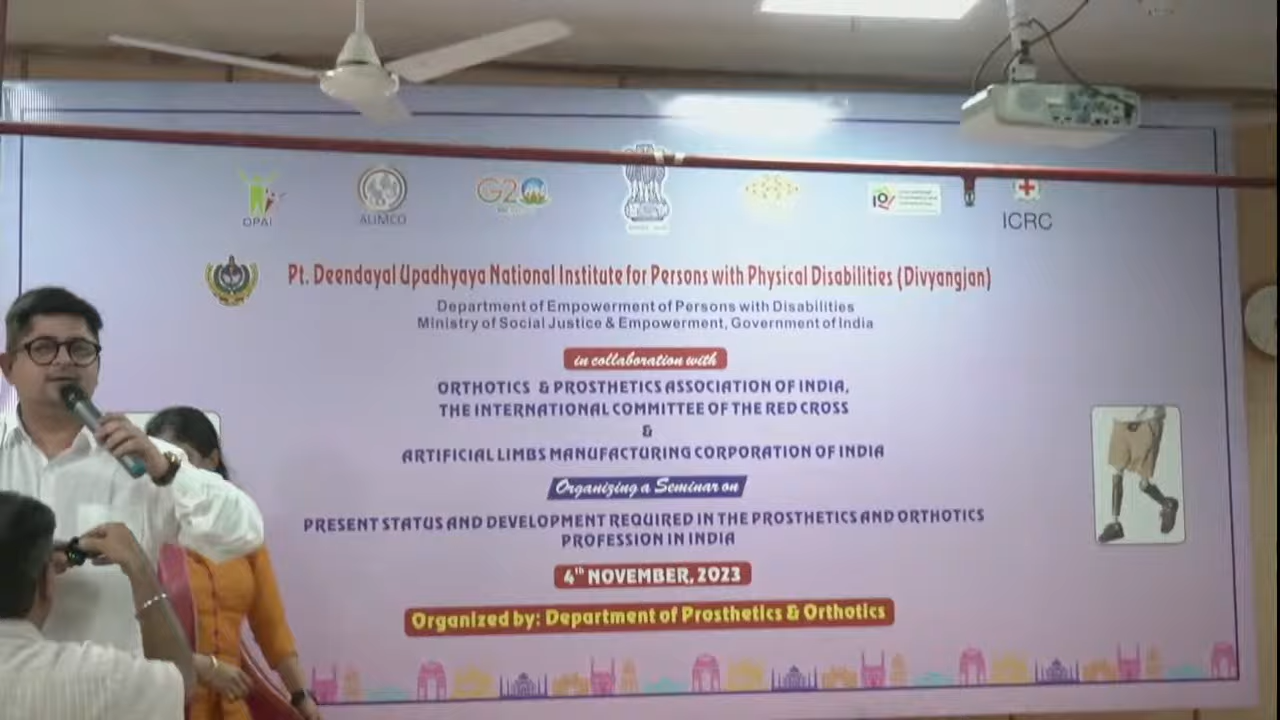 OPAI
ALIMCO
G20
ICRC
Pt. Deendayal Upadhyaya National Institute for Persons with Physical Disabilities (Divyangjan)
Department of Empowerment of Persons with Disabilities
Ministry of Social Justice & Empowerment, Government of India
in collaboration with
ORTHOTICS & PROSTHETICS ASSOCIATION OF INDIA,
THE INTERNATIONAL COMMITTEE OF THE RED CROSS
&
ARTIFICIAL LIMBS MANUFACTURING CORPORATION OF INDIA
Organizing a Seminar on
PRESENT STATUS AND DEVELOPMENT REQUIRED IN THE PROSTHETICS AND ORTHOTICS
PROFESSION IN INDIA
4th NOVEMBER, 2023
Organized by: Department of Prosthetics & Orthotics